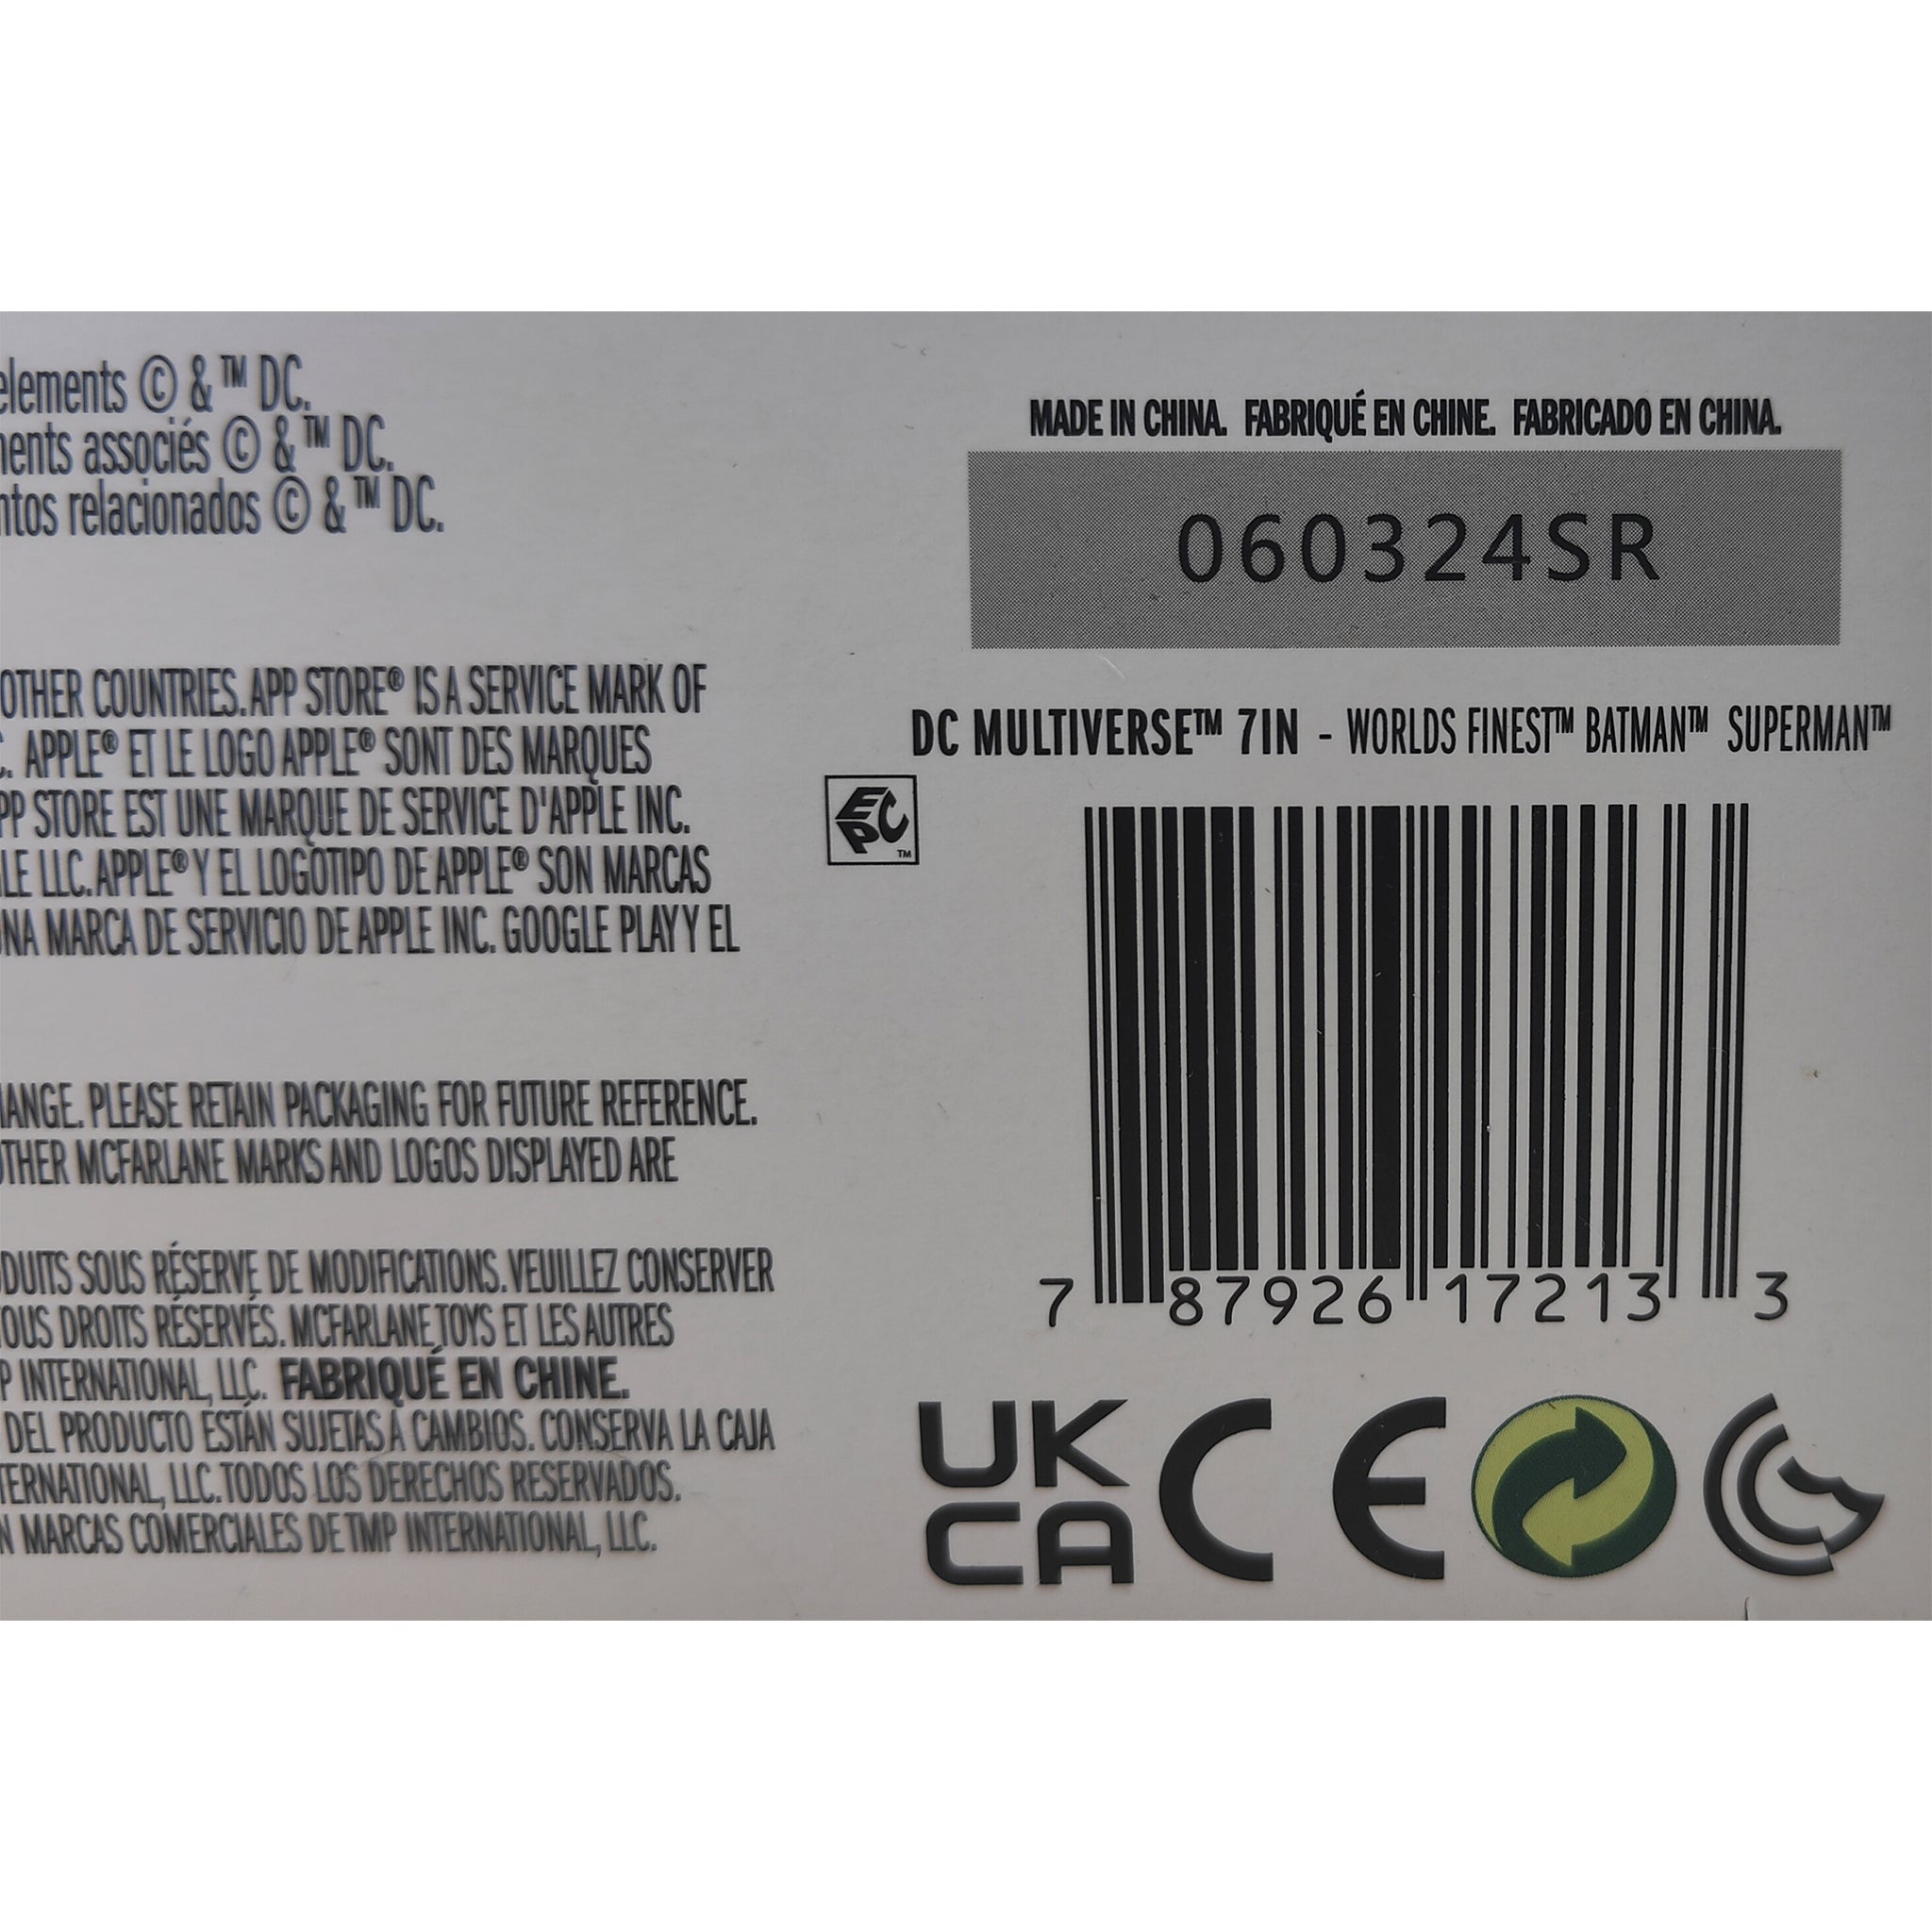 elements © & ™ DC.
ments associés © & ™ DC.
ntos relacionados © & ™ DC.
OTHER COUNTRIES. APP STORE® IS A SERVICE MARK OF
C. APPLE® ET LE LOGO APPLE® SONT DES MARQUES
PP STORE EST UNE MARQUE DE SERVICE D'APPLE INC.
LE LLC. APPLE® Y EL LOGOTIPO DE APPLE® SON MARCAS
NA MARCA DE SERVICIO DE APPLE INC. GOOGLE PLAY Y EL
HANGE. PLEASE RETAIN PACKAGING FOR FUTURE REFERENCE.
OTHER MCFARLANE MARKS AND LOGOS DISPLAYED ARE
DUITS SOUS RÉSERVE DE MODIFICATIONS. VEUILLEZ CONSERVER
TOUS DROITS RÉSERVÉS. MCFARLANE TOYS ET LES AUTRES
P INTERNATIONAL, LLC. FABRIQUÉ EN CHINE.
DEL PRODUCTO ESTÁN SUJETAS A CAMBIOS. CONSERVA LA CAJA
TERNATIONAL, LLC. TODOS LOS DERECHOS RESERVADOS.
N MARCAS COMERCIALES DE TMP INTERNATIONAL, LLC.
MADE IN CHINA. FABRIQUÉ EN CHINE. FABRICADO EN CHINA.
060324SR
DC MULTIVERSE™ 7IN - WORLDS FINEST™ BATMAN™ SUPERMAN™
EPC™
7 87926 17213 3
UK
CA
CE